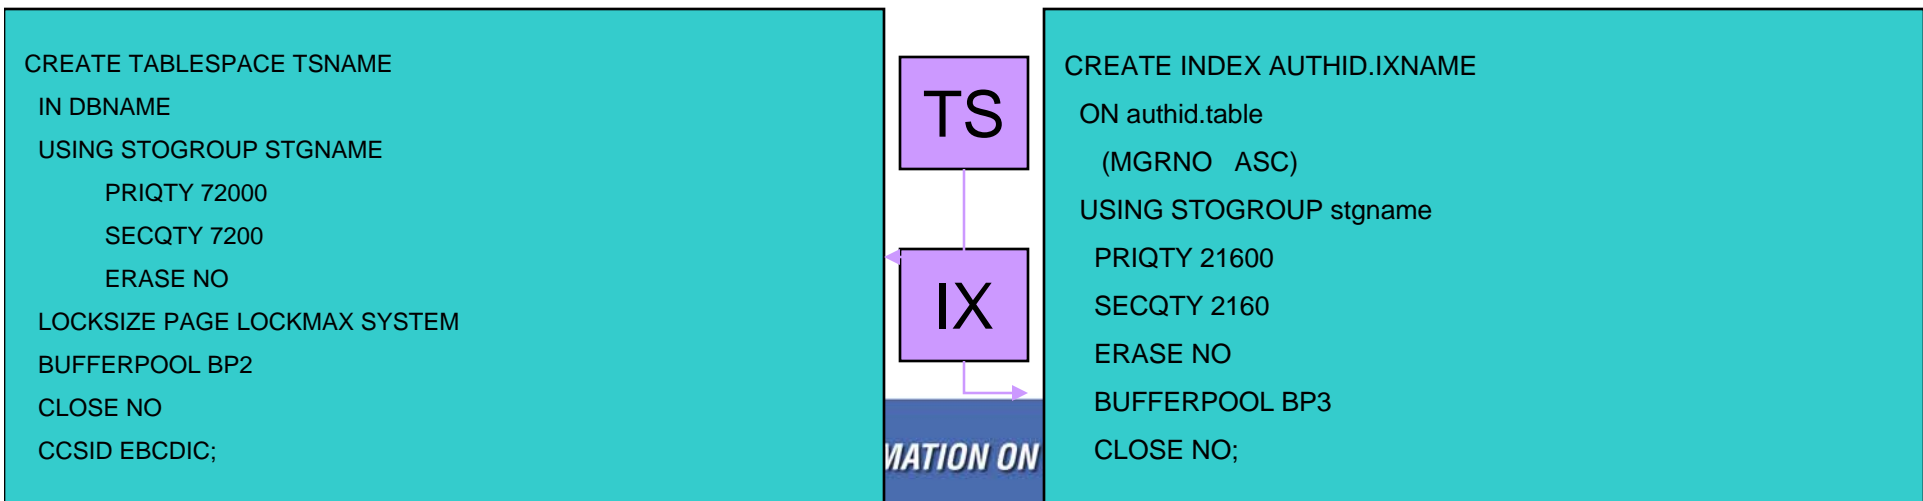 CREATE TABLESPACE TSNAME
IN DBNAME
USING STOGROUP STGNAME
PRIQTY 72000
SECQTY 7200
ERASE NO
LOCKSIZE PAGE LOCKMAX SYSTEM
BUFFERPOOL BP2
CLOSE NO
CCSID EBCDIC;
TS
IX
MATION ON
CREATE INDEX AUTHID.IXNAME
ON authid.table
(MGRNO ASC)
USING STOGROUP stgname
PRIQTY 21600
SECQTY 2160
ERASE NO
BUFFERPOOL BP3
CLOSE NO;